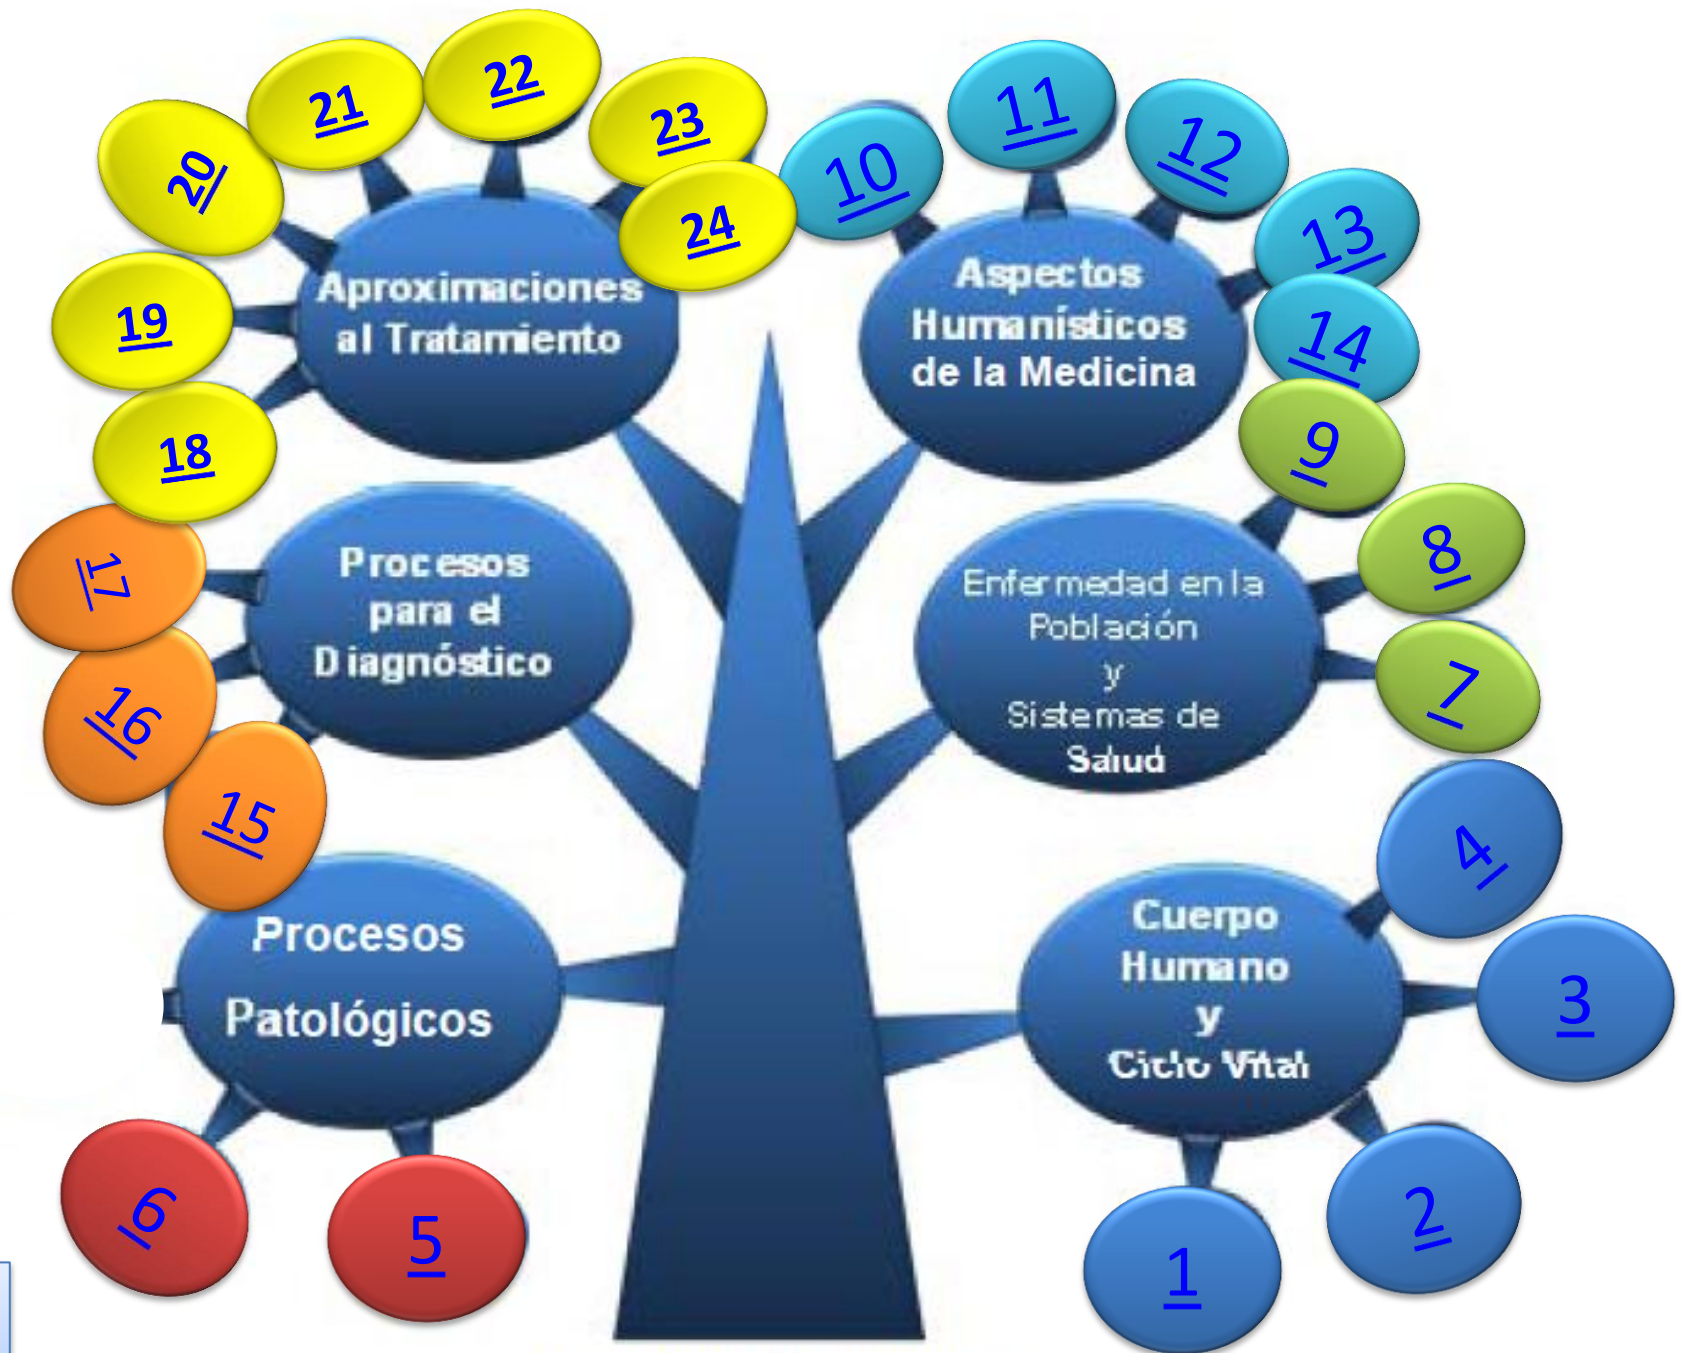 22
21
23
11
12
20
10
13
24
Aproximaciones
al Tratamiento
Aspectos
Humanísticos
de la Medicina
19
14
18
9
17
Procesos
para el
Diagnóstico
8
Enfermedad en la
Población
y
Sistemas de
Salud
7
16
15
4
Procesos
Patológicos
Cuerpo
Humano
y
Ciclo Vital
3
6
5
2
1